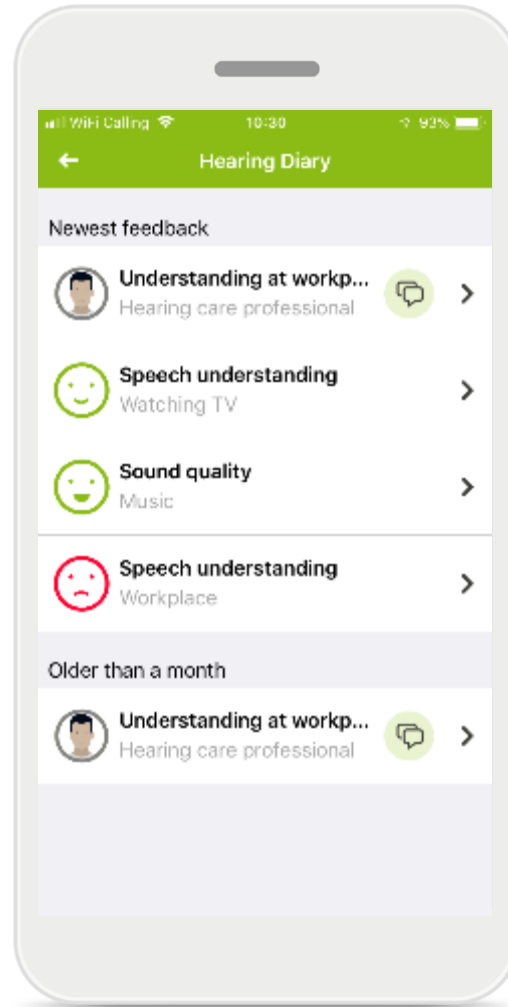 WiFi Calling 10:30 93%
Hearing Diary
Newest feedback
Understanding at workp...
Hearing care professional
Speech understanding
Watching TV
Sound quality
Music
Speech understanding
Workplace
Older than a month
Understanding at workp...
Hearing care professional